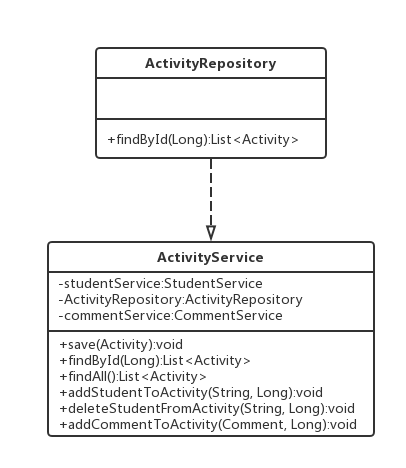 ActivityRepository
+findById(Long):List<Activity>
ActivityService
-studentService:StudentService
-ActivityRepository:ActivityRepository
-commentService:CommentService
+save(Activity):void
+findById(Long):List<Activity>
+findAll():List<Activity>
+addStudentToActivity(String, Long):void
+deleteStudentFromActivity(String, Long):void
+addCommentToActivity(Comment, Long):void